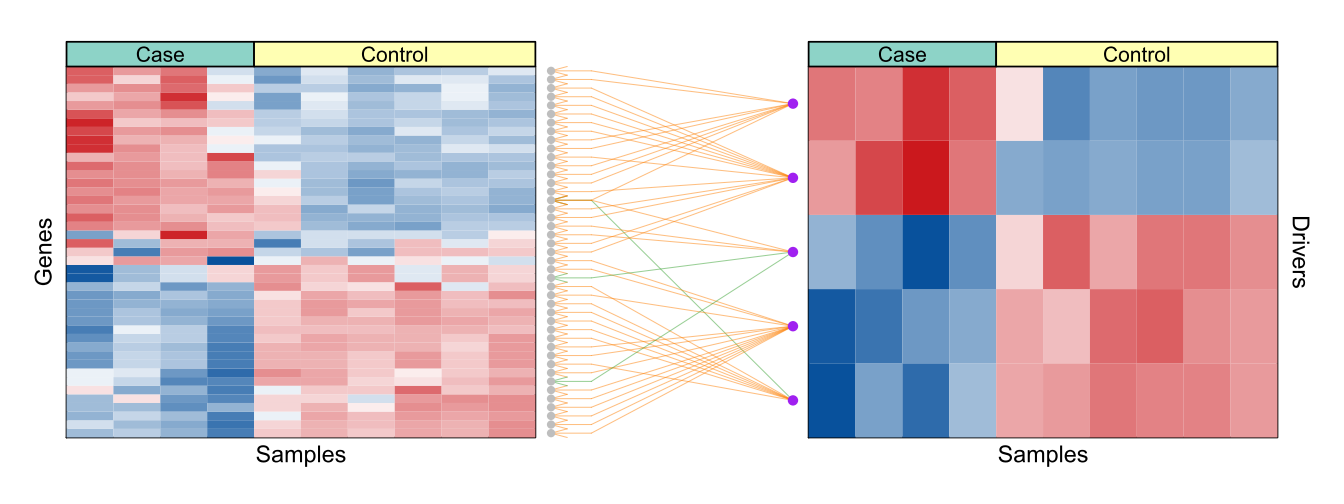 Case Control
Genes
Samples
Case Control
Drivers
Samples